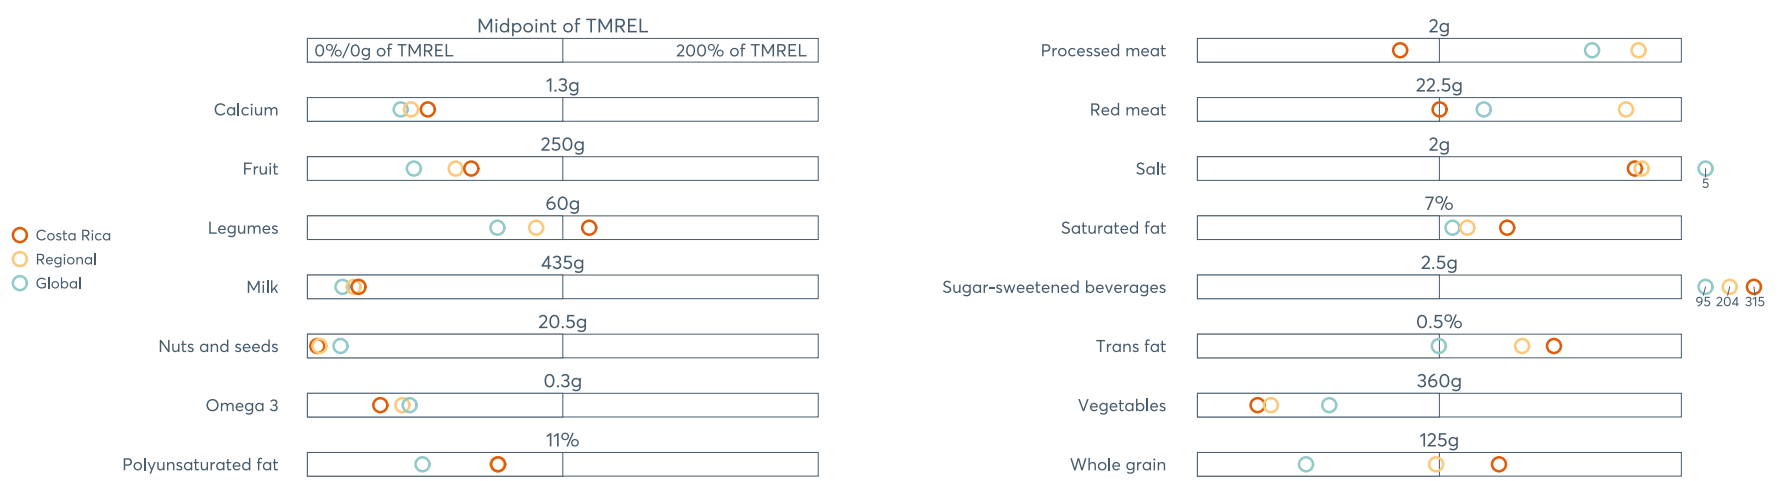 Costa Rica
Regional
Global
Midpoint of TMREL
0%/0g of TMREL 200% of TMREL
1.3g
Calcium
250g
Fruit
60g
Legumes
435g
Milk
20.5g
Nuts and seeds
0.3g
Omega 3
11%
Polyunsaturated fat
2g
Processed meat
22.5g
Red meat
2g
Salt
5
7%
Saturated fat
2.5g
Sugar-sweetened beverages
95 204 315
0.5%
Trans fat
360g
Vegetables
125g
Whole grain